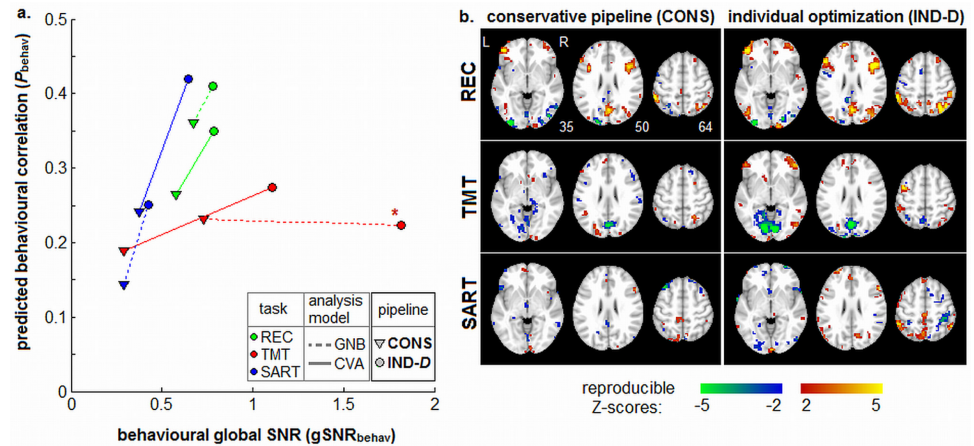 a.
0.5
0.4
0.3
0.2
0.1
0
0
0.5
1
1.5
2
predicted behavioural correlation (Pbehav)
behavioural global SNR (gSNRbehav)
*
task
analysis model
pipeline
REC
TMT
SART
GNB
CVA
CONS
IND-D
b.
conservative pipeline (CONS)
individual optimization (IND-D)
L
R
REC
35
50
64
TMT
SART
reproducible
Z-scores:
-5
-2
2
5